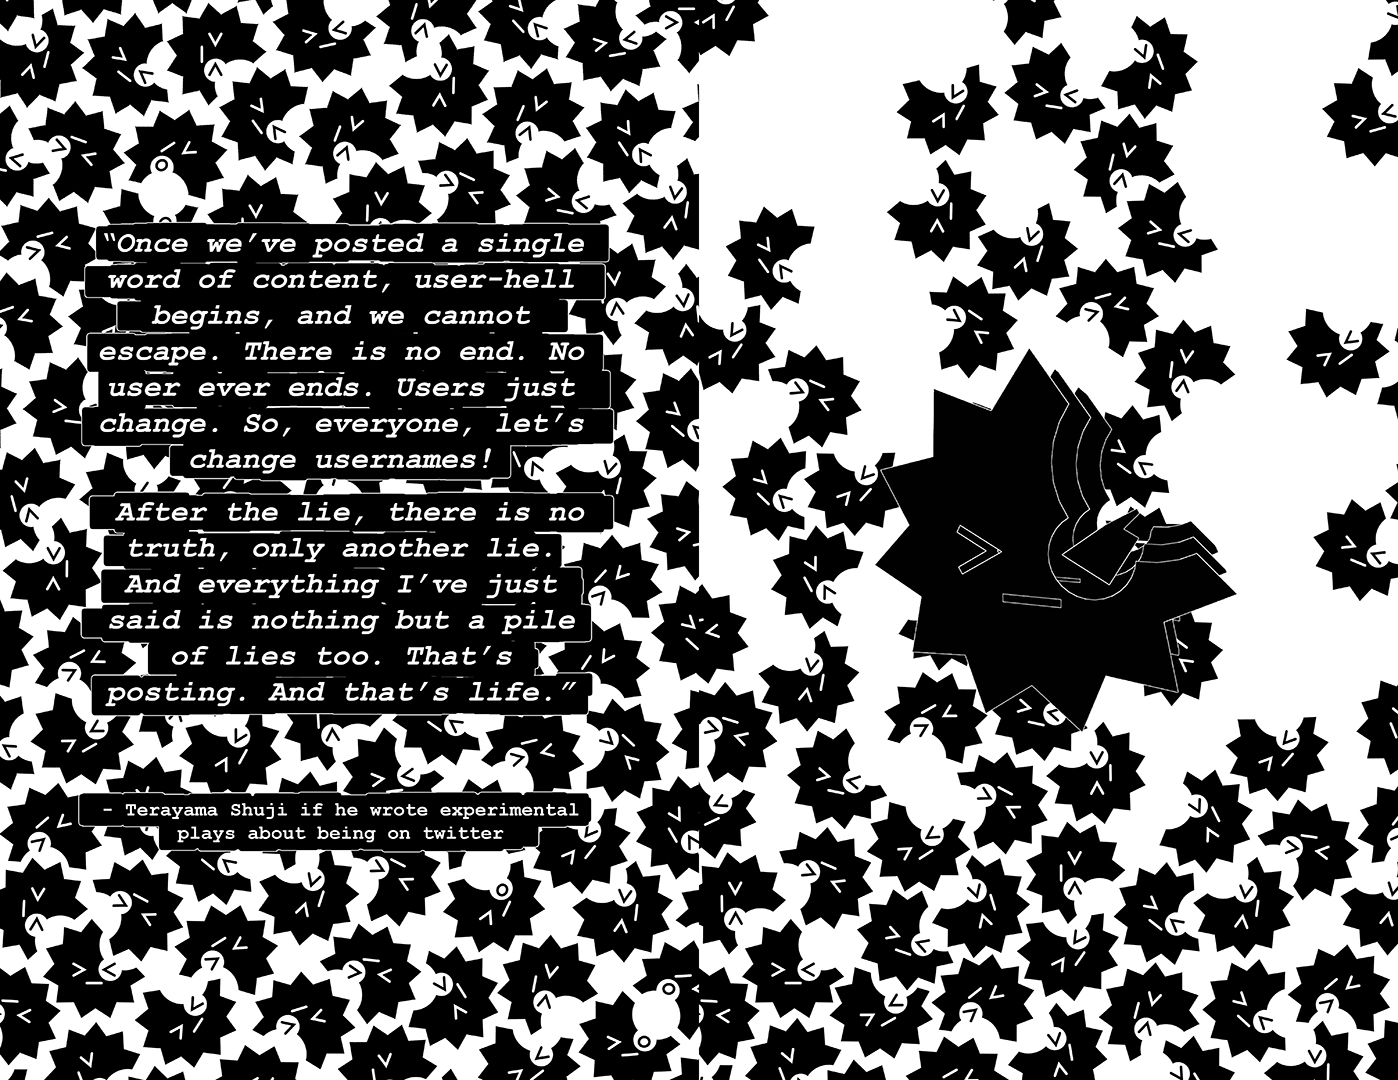 “Once we’ve posted a single
word of content, user-hell
begins, and we cannot
escape. There is no end. No
user ever ends. Users just
change. So, everyone, let’s
change usernames!
After the lie, there is no
truth, only another lie.
And everything I’ve just
said is nothing but a pile
of lies too. That’s
posting. And that’s life.”
- Terayama Shuji if he wrote experimental
plays about being on twitter